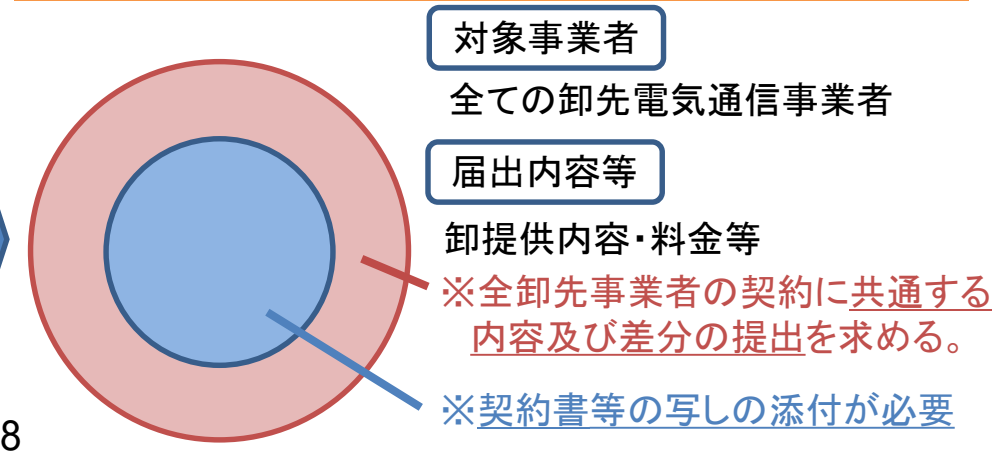 対象事業者
全ての卸先電気通信事業者
届出内容等
卸提供内容・料金等
※全卸先事業者の契約に共通する
内容及び差分の提出を求める。
※契約書等の写しの添付が必要
8